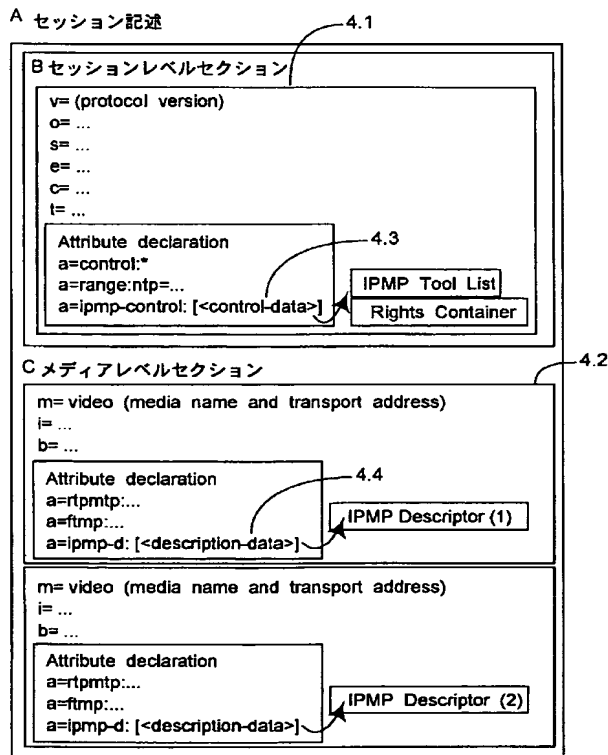 A セッション記述
4.1
B セッションレベルセクション
v= (protocol version)
o= ...
s= ...
e= ...
c= ...
t= ...
Attribute declaration
4.3
a=control:*
a=range:ntp=...
a=ipmp-control: [<control-data>]
IPMP Tool List
Rights Container
4.2
C メディアレベルセクション
m= video (media name and transport address)
i= ...
b= ...
4.4
Attribute declaration
a=rtpmtp:...
a=ftmp:...
a=ipmp-d: [<description-data>]
IPMP Descriptor (1)
m= video (media name and transport address)
i= ...
b= ...
Attribute declaration
a=rtpmtp:...
a=ftmp:...
a=ipmp-d: [<description-data>]
IPMP Descriptor (2)